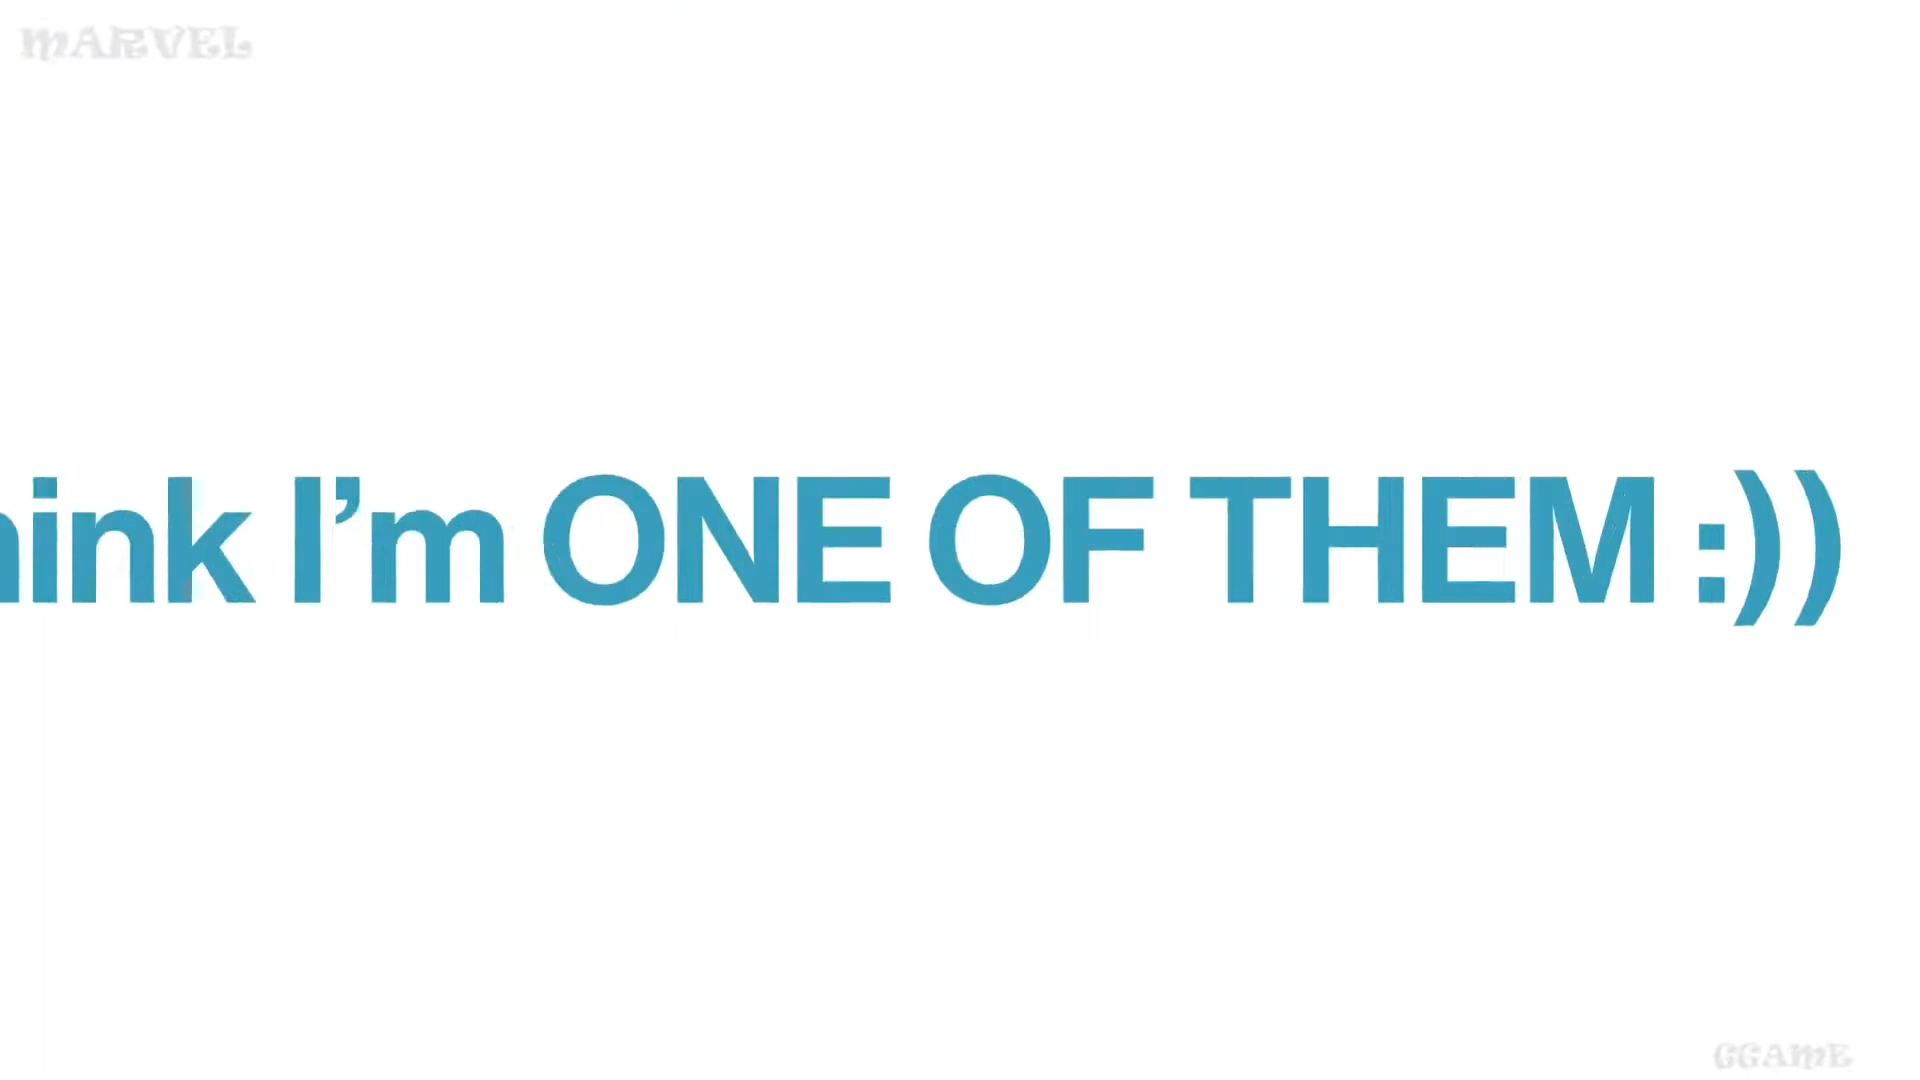 MARVEL
hink I’m ONE OF THEM :))
GGAME